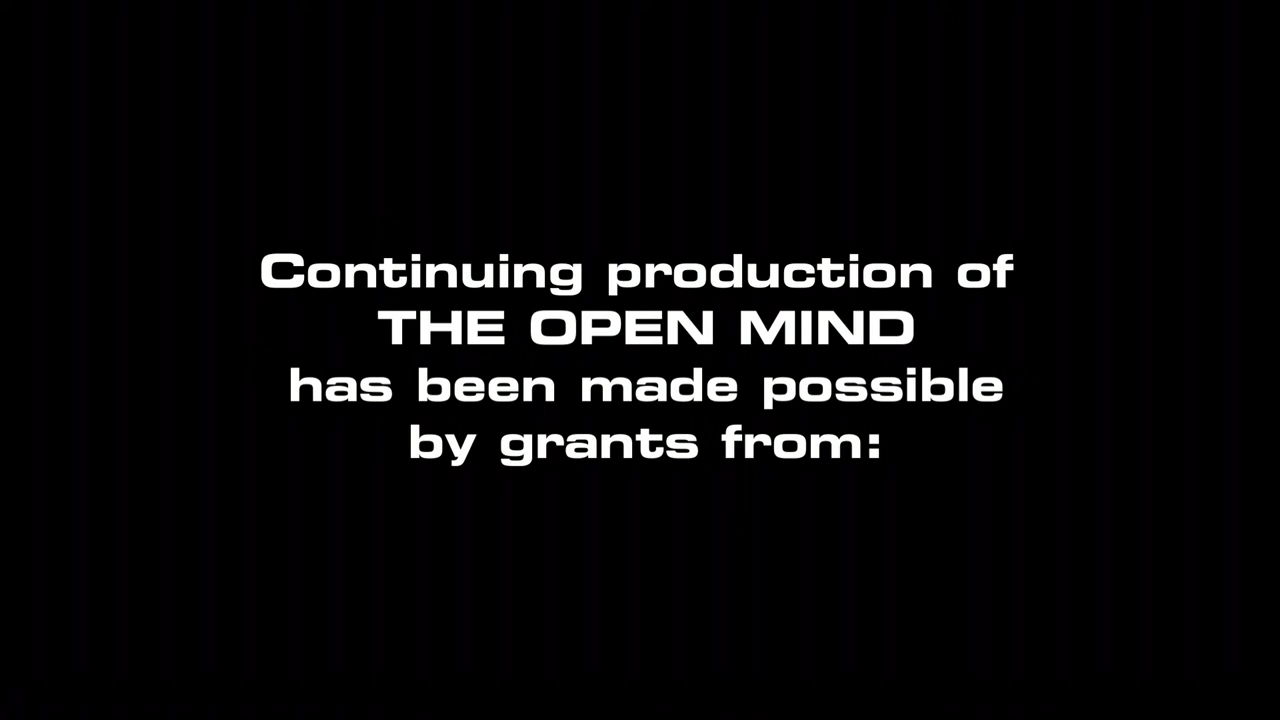 Continuing production of
THE OPEN MIND
has been made possible
by grants from: